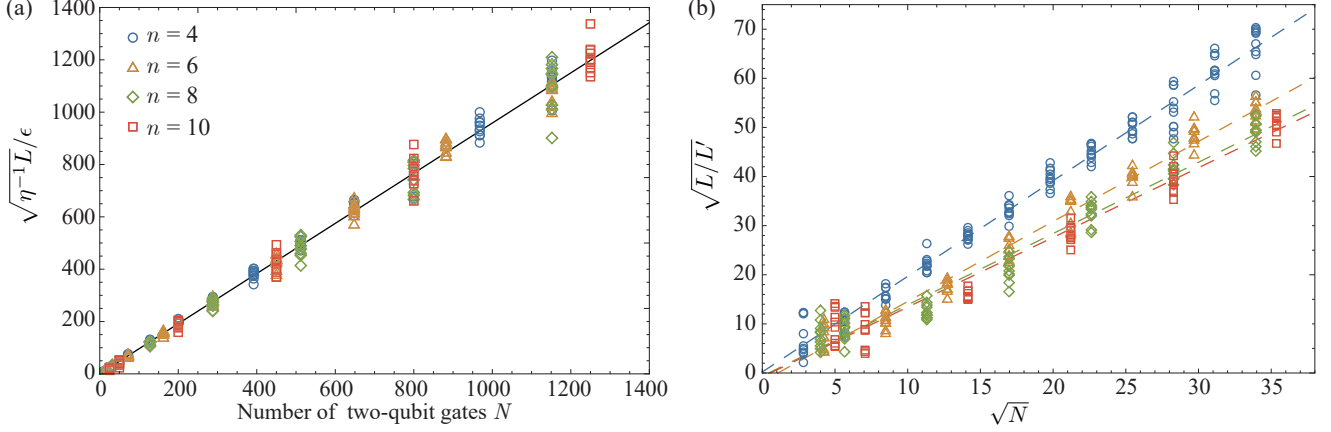 (a)
1400
1200
1000
800
600
400
200
0
√η⁻¹L/ϵ
n = 4
n = 6
n = 8
n = 10
0 200 400 600 800 1000 1200 1400
Number of two-qubit gates N
(b)
70
60
50
40
30
20
10
0
√L/L′
0 5 10 15 20 25 30 35
√N